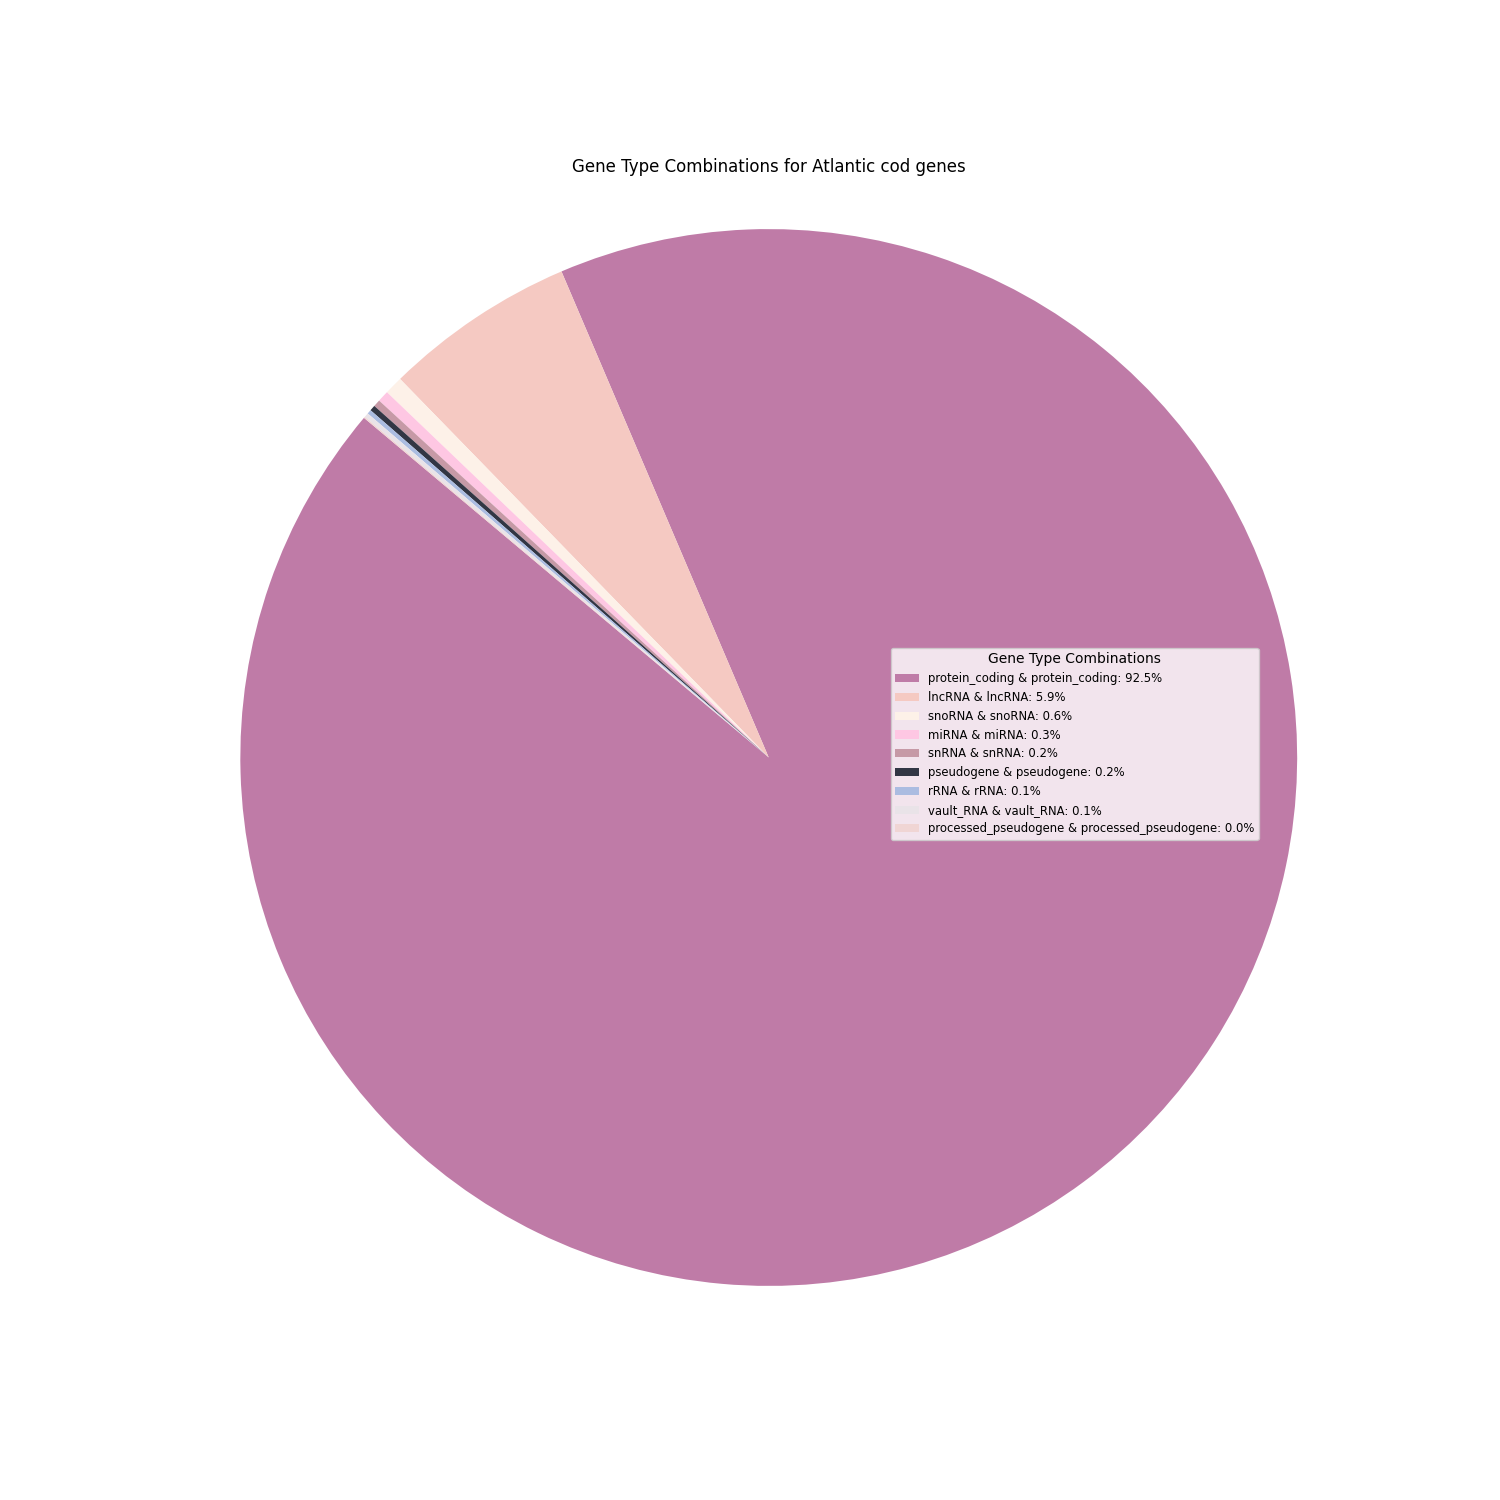 Gene Type Combinations for Atlantic cod genes
Gene Type Combinations
protein_coding & protein_coding: 92.5%
lncRNA & lncRNA: 5.9%
snoRNA & snoRNA: 0.6%
miRNA & miRNA: 0.3%
snRNA & snRNA: 0.2%
pseudogene & pseudogene: 0.2%
rRNA & rRNA: 0.1%
vault_RNA & vault_RNA: 0.1%
processed_pseudogene & processed_pseudogene: 0.0%